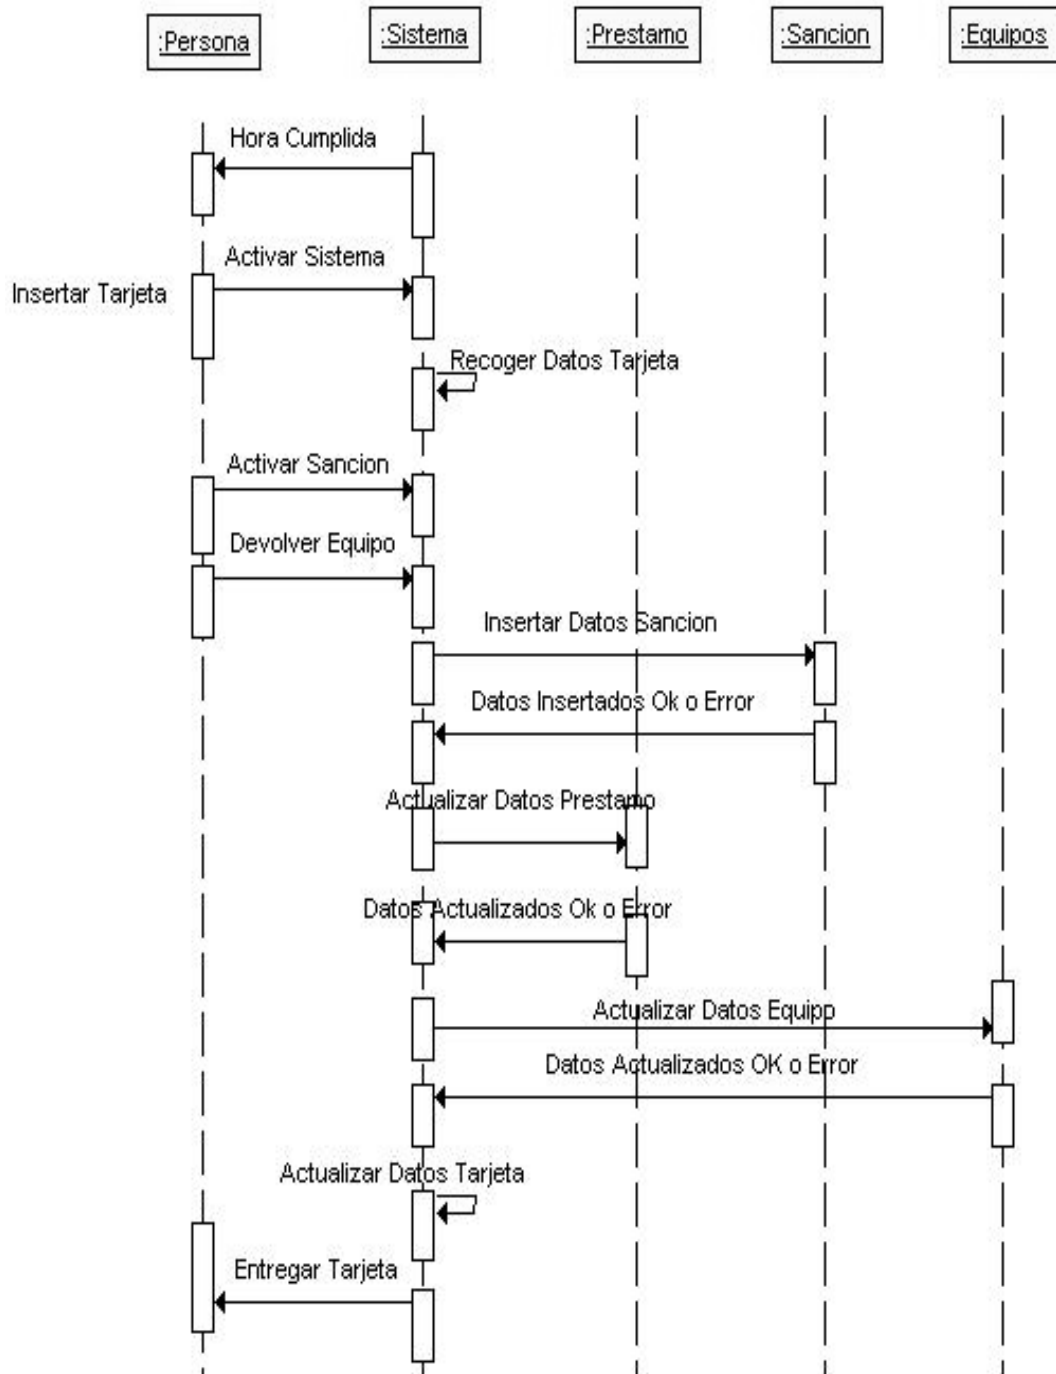 :Persona
:Sistema
:Prestamo
:Sancion
:Equipos
Hora Cumplida
Activar Sistema
Insertar Tarjeta
Recoger Datos Tarjeta
Activar Sancion
Devolver Equipo
Insertar Datos Sancion
Datos Insertados Ok o Error
Actualizar Datos Prestamo
Datos Actualizados Ok o Error
Actualizar Datos Equipo
Datos Actualizados OK o Error
Actualizar Datos Tarjeta
Entregar Tarjeta